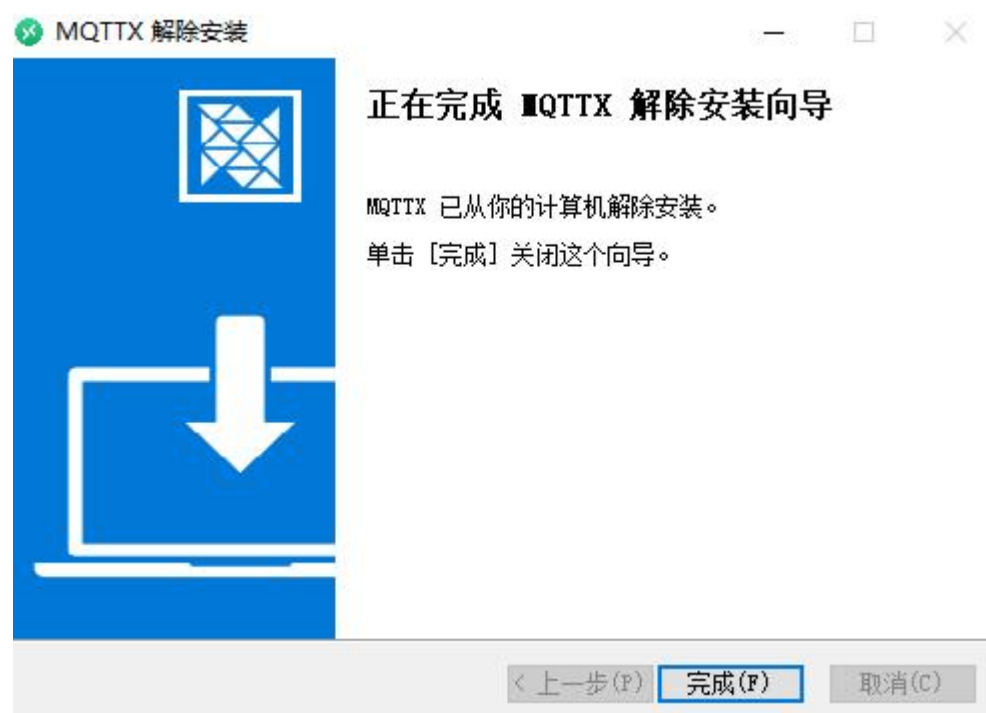 MQTTX 解除安装
正在完成 MQTTX 解除安装向导
MQTTX 已从你的计算机解除安装。
单击 [完成] 关闭这个向导。
< 上一步(P)
完成(F)
取消(C)